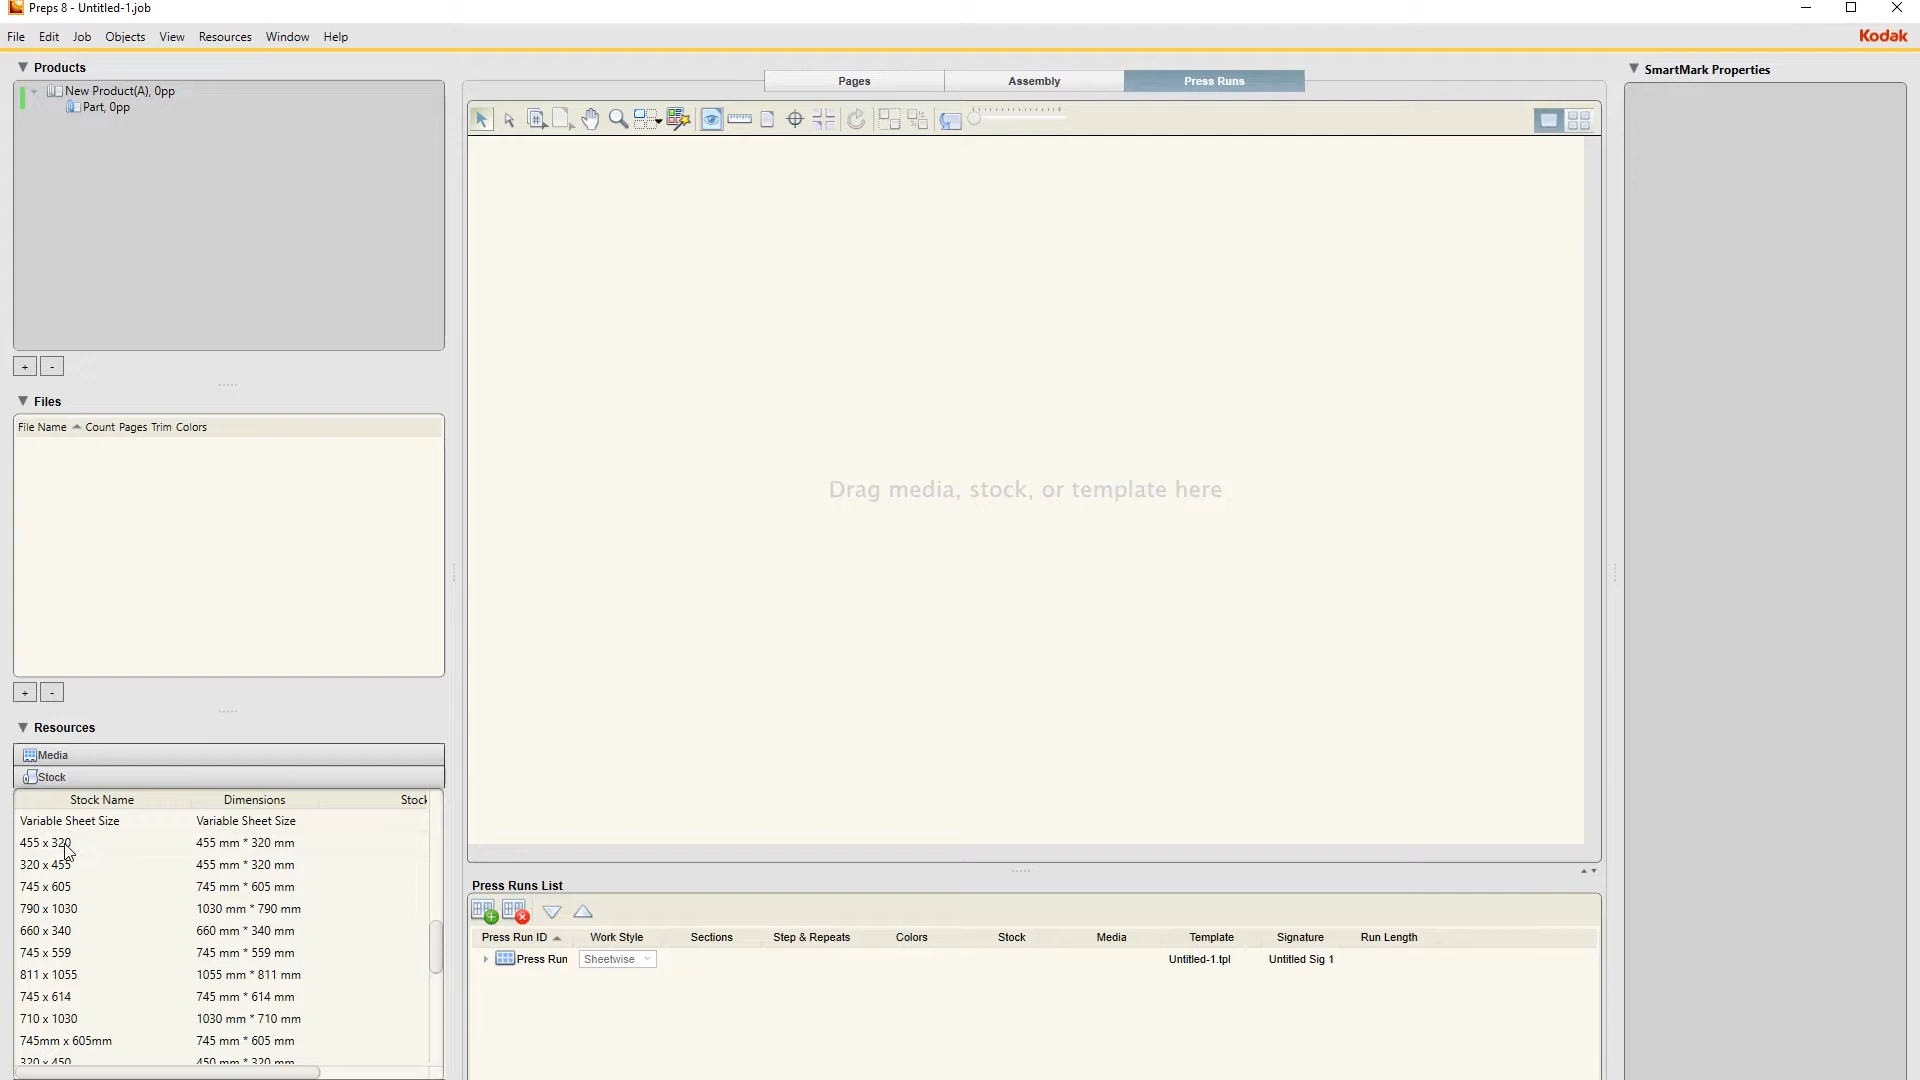 Preps 8 - Untitled-1.job
File Edit Job Objects View Resources Window Help
Kodak
Products
New Product(A), 0pp
Part, 0pp
+ -
Files
File Name Count Pages Trim Colors
+ -
Resources
Media
Stock
Stock Name Dimensions Stock
Variable Sheet Size Variable Sheet Size
455 x 320 455 mm * 320 mm
320 x 455 455 mm * 320 mm
745 x 605 745 mm * 605 mm
790 x 1030 1030 mm * 790 mm
660 x 340 660 mm * 340 mm
745 x 559 745 mm * 559 mm
811 x 1055 1055 mm * 811 mm
745 x 614 745 mm * 614 mm
710 x 1030 1030 mm * 710 mm
745mm x 605mm 745 mm * 605 mm
320 x 450 450 mm * 320 mm
Pages Assembly Press Runs
Drag media, stock, or template here
Press Runs List
Press Run ID Work Style Sections Step & Repeats Colors Stock Media Template Signature Run Length
Press Run Sheetwise Untitled-1.tpl Untitled Sig 1
SmartMark Properties